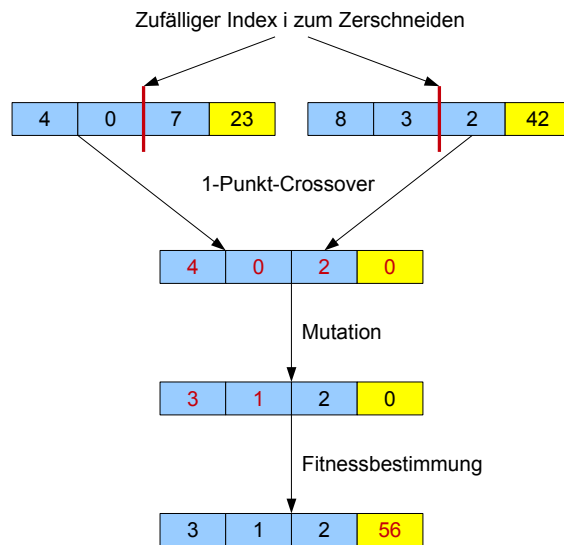 Zufälliger Index i zum Zerschneiden
4 0 7 23 8 3 2 42
1-Punkt-Crossover
4 0 2 0
Mutation
3 1 2 0
Fitnessbestimmung
3 1 2 56